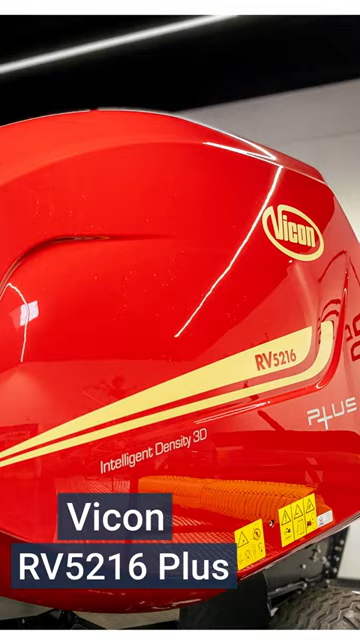 Vicon
RV5216
PLUS
Intelligent Density 3D
Vicon
RV5216 Plus